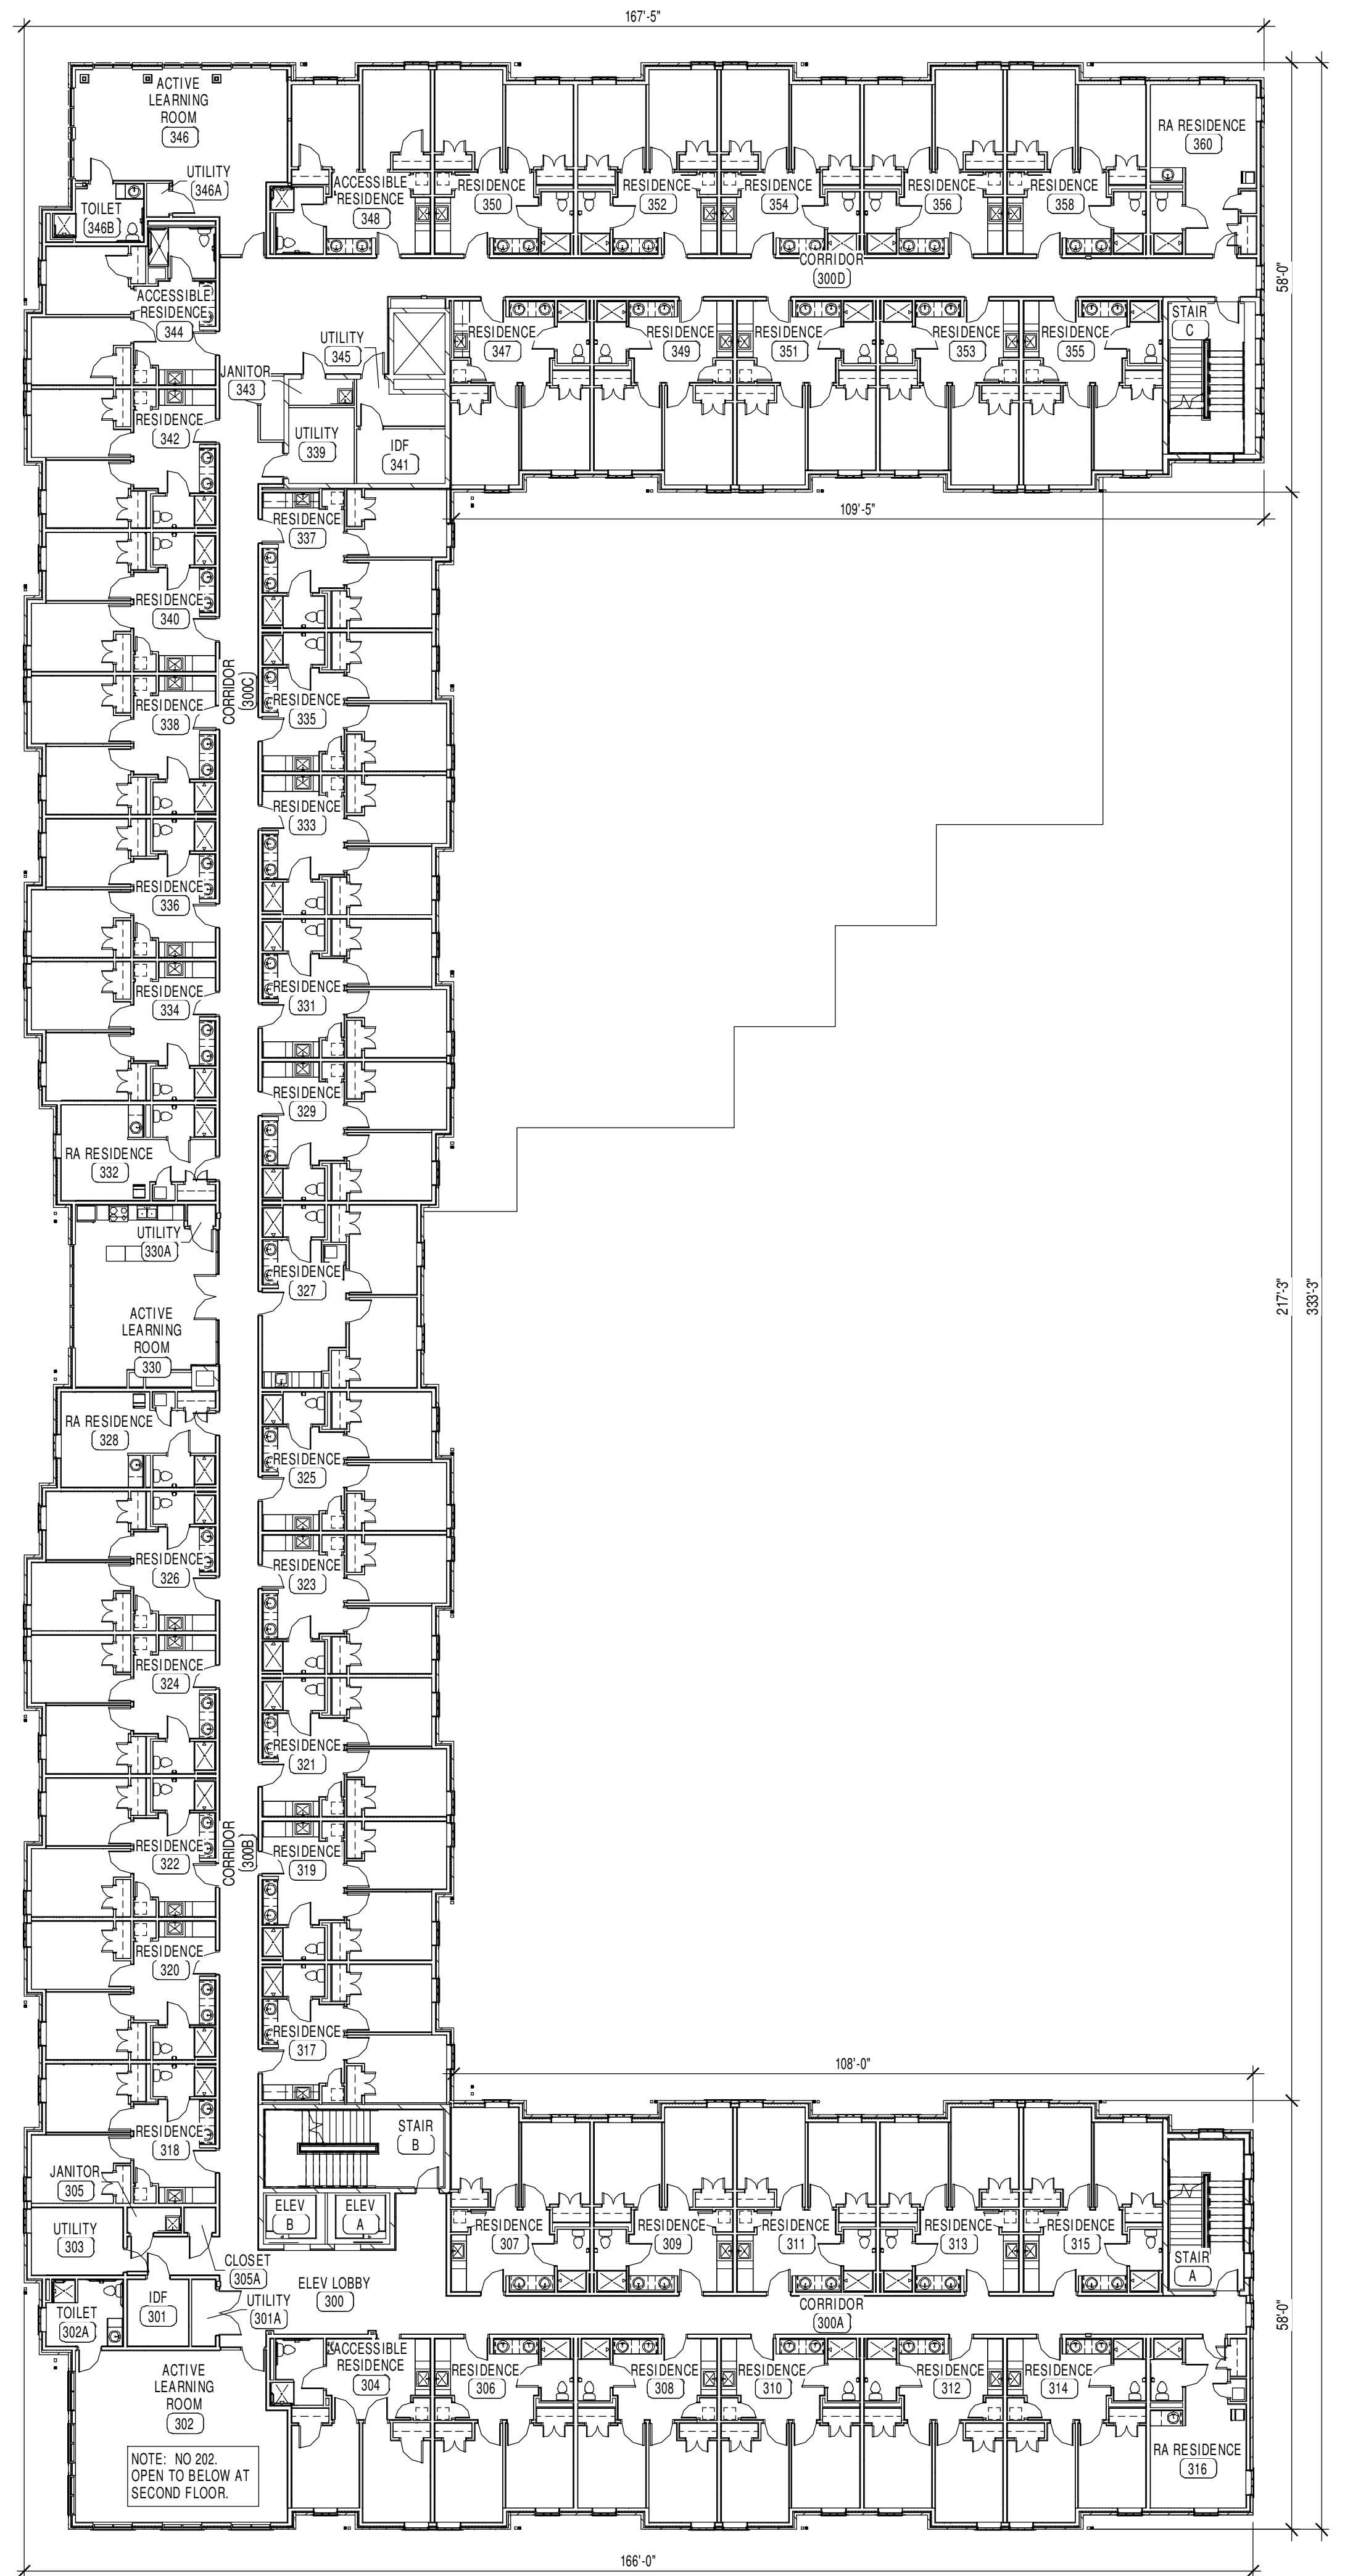 167'-5"
ACTIVE
LEARNING
ROOM
346
UTILITY
346A
TOILET
346B
ACCESSIBLE
RESIDENCE
348
RESIDENCE
350
RESIDENCE
352
RESIDENCE
354
RESIDENCE
356
RESIDENCE
358
RA RESIDENCE
360
CORRIDOR
300D
58'-0"
ACCESSIBLE
RESIDENCE
344
UTILITY
345
JANITOR
343
UTILITY
339
IDF
341
RESIDENCE
347
RESIDENCE
349
RESIDENCE
351
RESIDENCE
353
RESIDENCE
355
STAIR
C
109'-5"
RESIDENCE
342
RESIDENCE
337
RESIDENCE
340
CORRIDOR
300C
RESIDENCE
338
RESIDENCE
335
RESIDENCE
333
RESIDENCE
336
RESIDENCE
334
RESIDENCE
331
RESIDENCE
329
RA RESIDENCE
332
UTILITY
330A
ACTIVE
LEARNING
ROOM
330
RESIDENCE
327
217'-3"
333'-3"
RA RESIDENCE
328
RESIDENCE
325
RESIDENCE
326
RESIDENCE
323
RESIDENCE
324
RESIDENCE
321
RESIDENCE
322
CORRIDOR
300B
RESIDENCE
319
RESIDENCE
320
RESIDENCE
317
108'-0"
RESIDENCE
318
STAIR
B
JANITOR
305
UTILITY
303
ELEV
B
ELEV
A
CLOSET
305A
ELEV LOBBY
300
IDF
301
UTILITY
301A
TOILET
302A
RESIDENCE
307
RESIDENCE
309
RESIDENCE
311
RESIDENCE
313
RESIDENCE
315
STAIR
A
CORRIDOR
300A
58'-0"
ACTIVE
LEARNING
ROOM
302
NOTE:  NO 202.
OPEN TO BELOW AT
SECOND FLOOR.
ACCESSIBLE
RESIDENCE
304
RESIDENCE
306
RESIDENCE
308
RESIDENCE
310
RESIDENCE
312
RESIDENCE
314
RA RESIDENCE
316
166'-0"